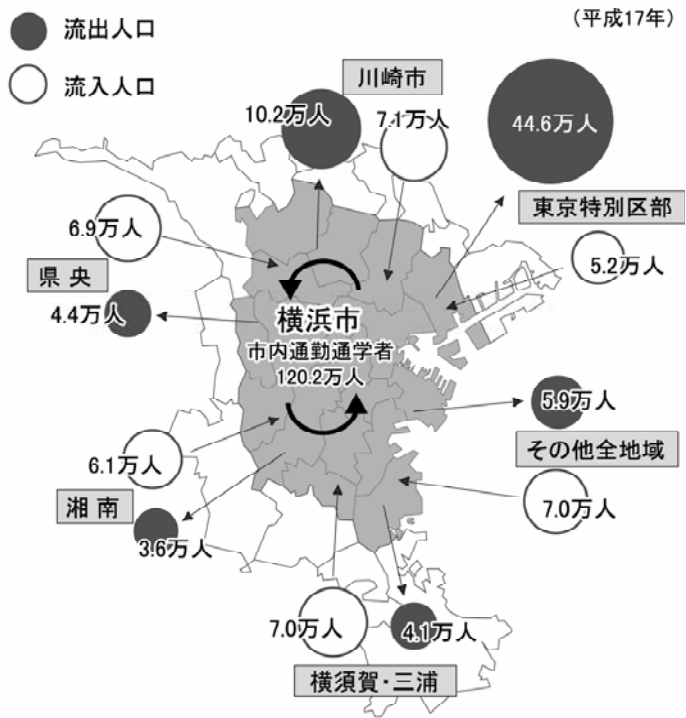 (平成17年)
流出人口
流入人口
川崎市
10.2万人
7.1万人
44.6万人
東京特別区部
5.2万人
6.9万人
県央
4.4万人
横浜市
市内通勤通学者
120.2万人
5.9万人
その他全地域
7.0万人
6.1万人
湘南
3.6万人
7.0万人
4.1万人
横須賀・三浦